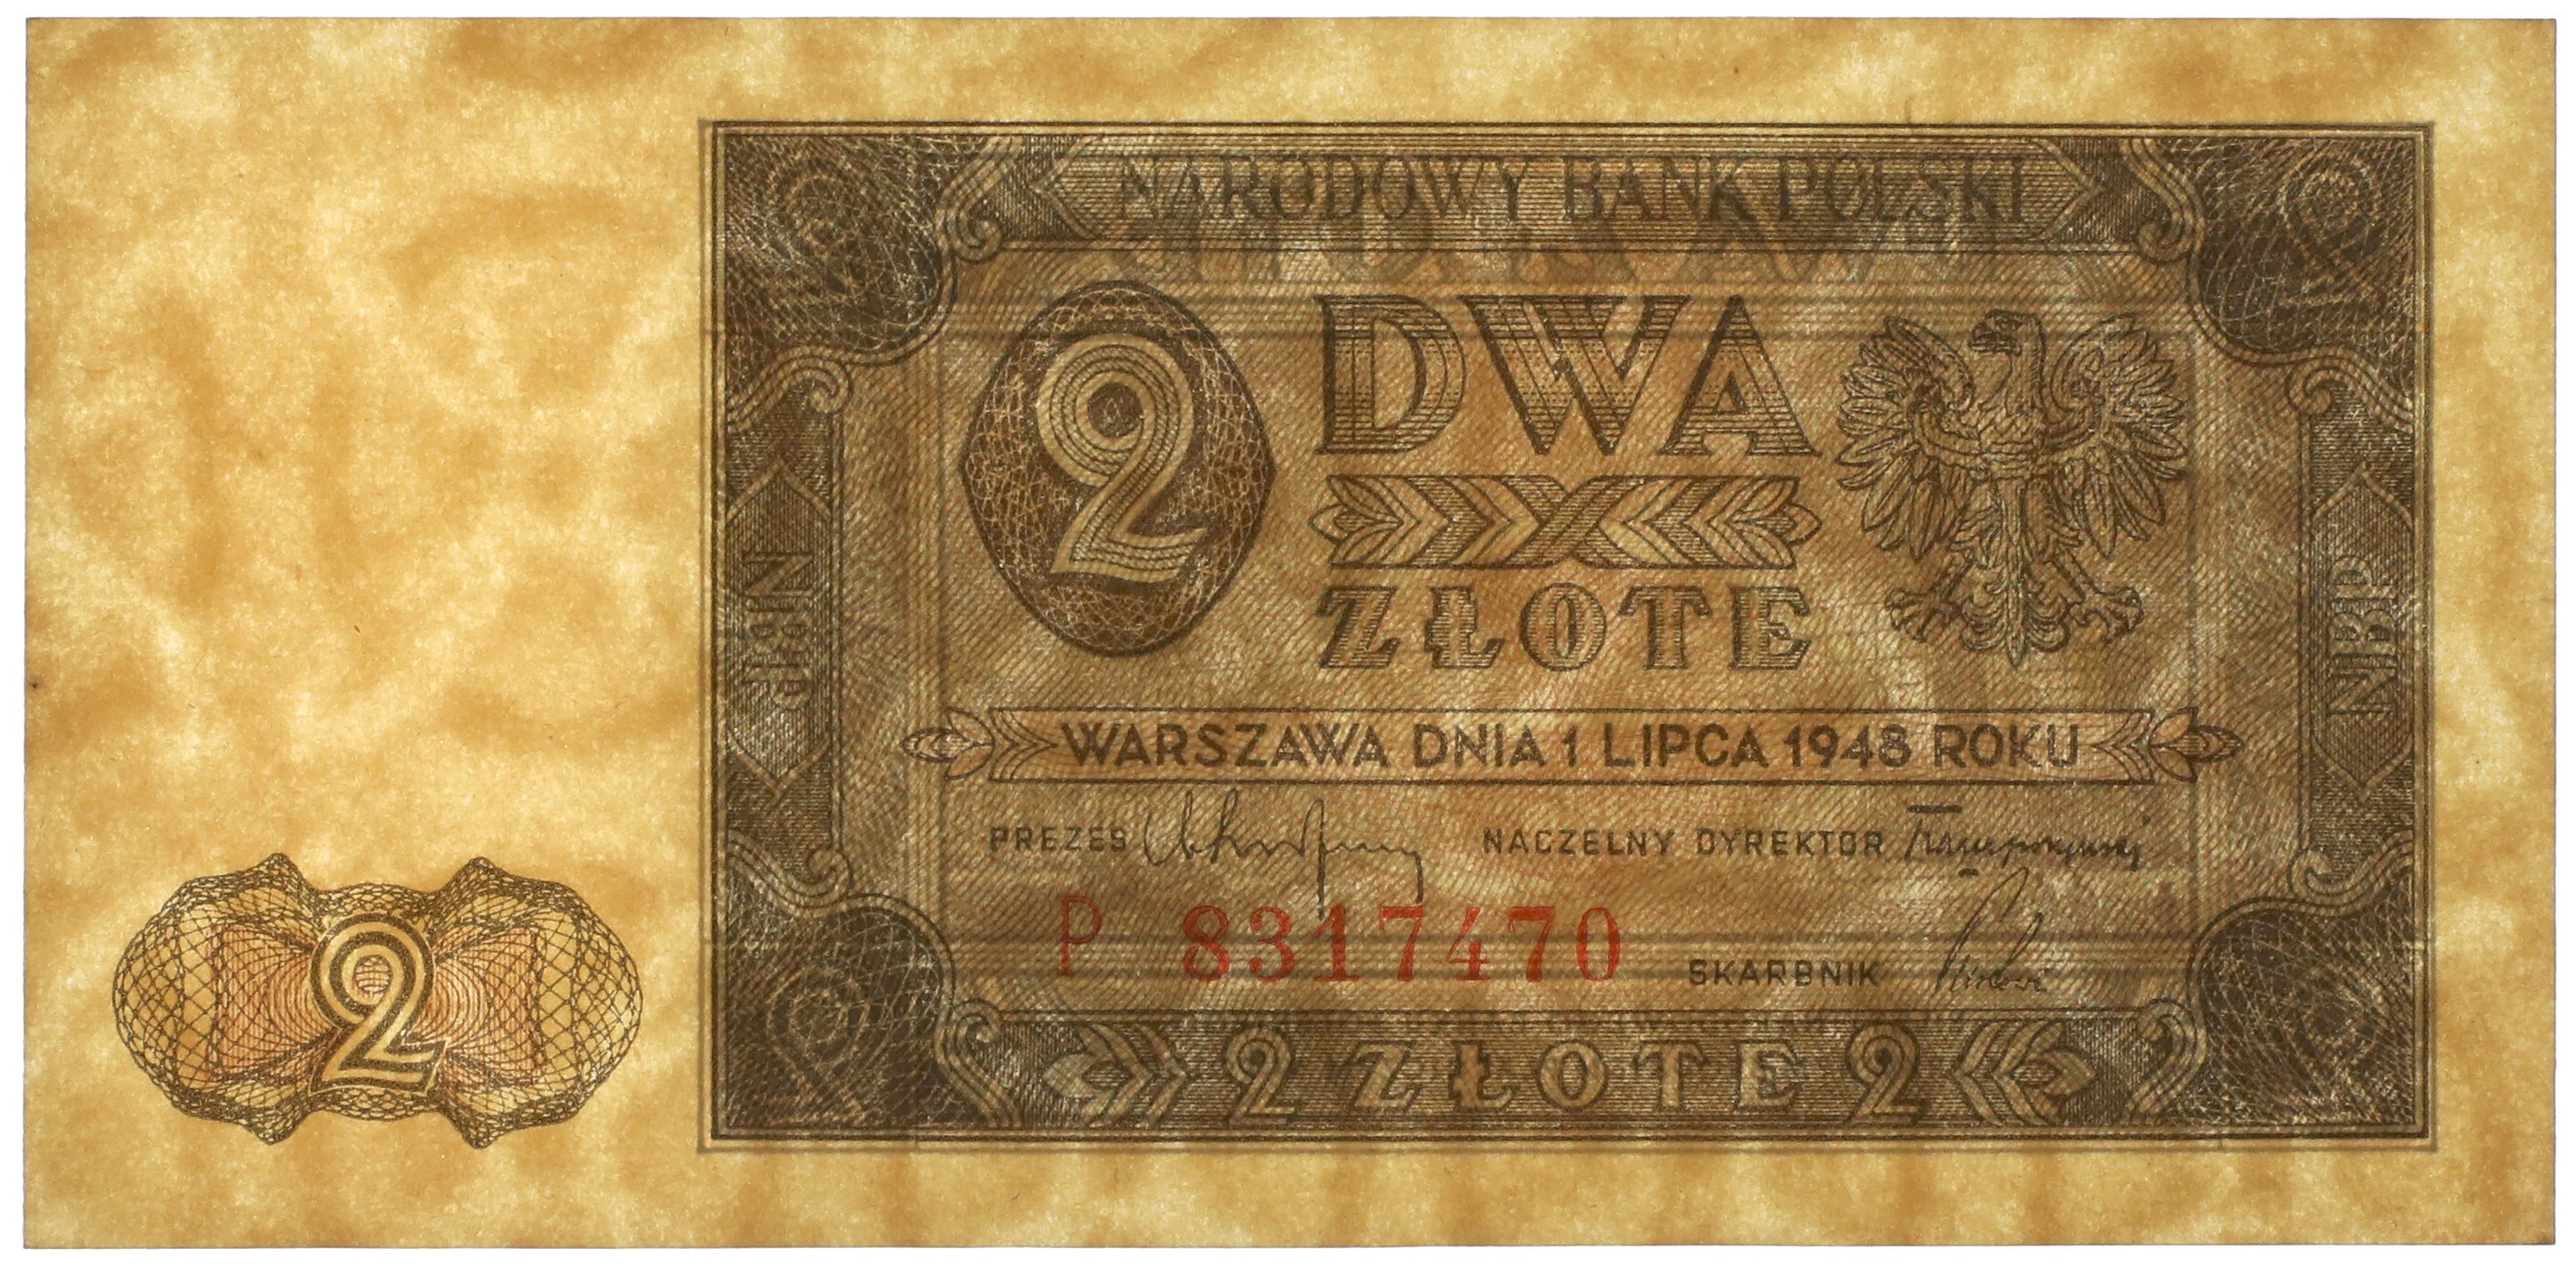 NARODOWY BANK POLSKI
2 DWA
ZŁOTE
NBP
NBP
WARSZAWA DNIA 1 LIPCA 1948 ROKU
PREZES NACZELNY DYREKTOR
P 8317470
SKARBNIK
2
2 ZŁOTE 2